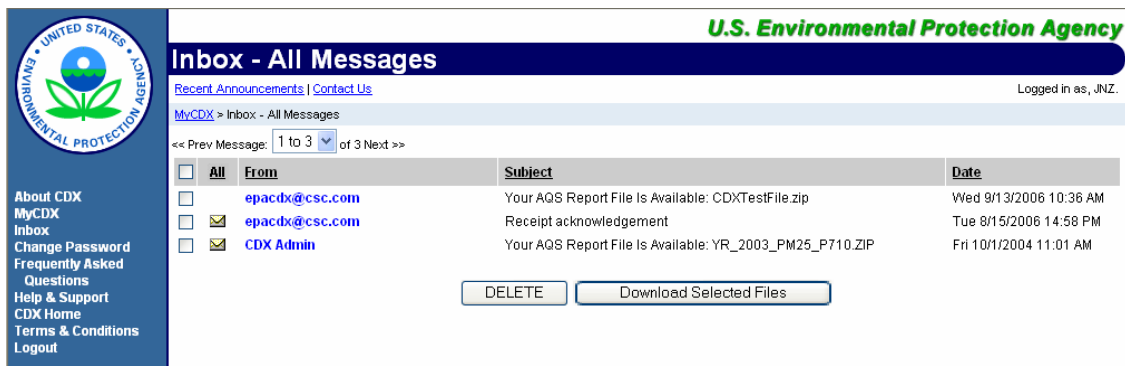 UNITED STATES
ENVIRONMENTAL PROTECTION AGENCY
U.S. Environmental Protection Agency
Inbox - All Messages
Recent Announcements | Contact Us
Logged in as, JNZ.
MyCDX > Inbox - All Messages
<< Prev Message: 1 to 3 of 3 Next >>
All From Subject Date
epacdx@csc.com Your AQS Report File Is Available: CDXTestFile.zip Wed 9/13/2006 10:36 AM
epacdx@csc.com Receipt acknowledgement Tue 8/15/2006 14:58 PM
CDX Admin Your AQS Report File Is Available: YR_2003_PM25_P710.ZIP Fri 10/1/2004 11:01 AM
DELETE Download Selected Files
About CDX
MyCDX
Inbox
Change Password
Frequently Asked
Questions
Help & Support
CDX Home
Terms & Conditions
Logout